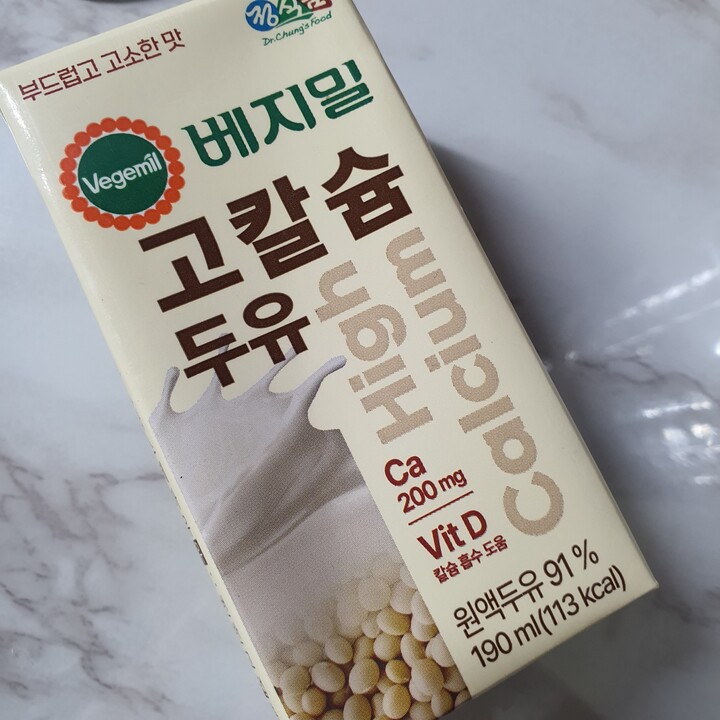 정식품
Dr.Chung's Food
부드럽고 고소한 맛
Vegemil
베지밀
고칼슘
두유
High
Calcium
Ca
200 mg
Vit D
칼슘 흡수 도움
원액두유 91 %
190 ml(113 kcal)